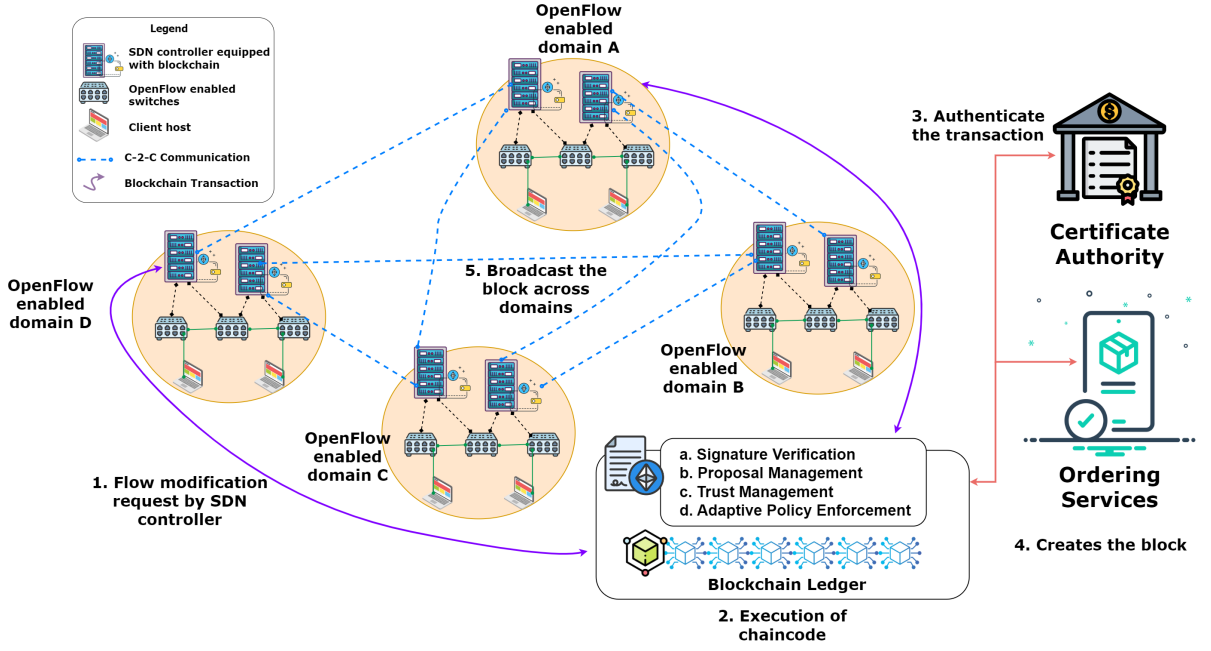 Legend
SDN controller equipped
with blockchain
OpenFlow enabled
switches
Client host
C-2-C Communication
Blockchain Transaction
OpenFlow
enabled
domain A
3. Authenticate
the transaction
Certificate
Authority
OpenFlow
enabled
domain D
5. Broadcast the
block across
domains
OpenFlow
enabled
domain B
OpenFlow
enabled
domain C
1. Flow modification
request by SDN
controller
a. Signature Verification
b. Proposal Management
c. Trust Management
d. Adaptive Policy Enforcement
Blockchain Ledger
2. Execution of
chaincode
Ordering
Services
4. Creates the block